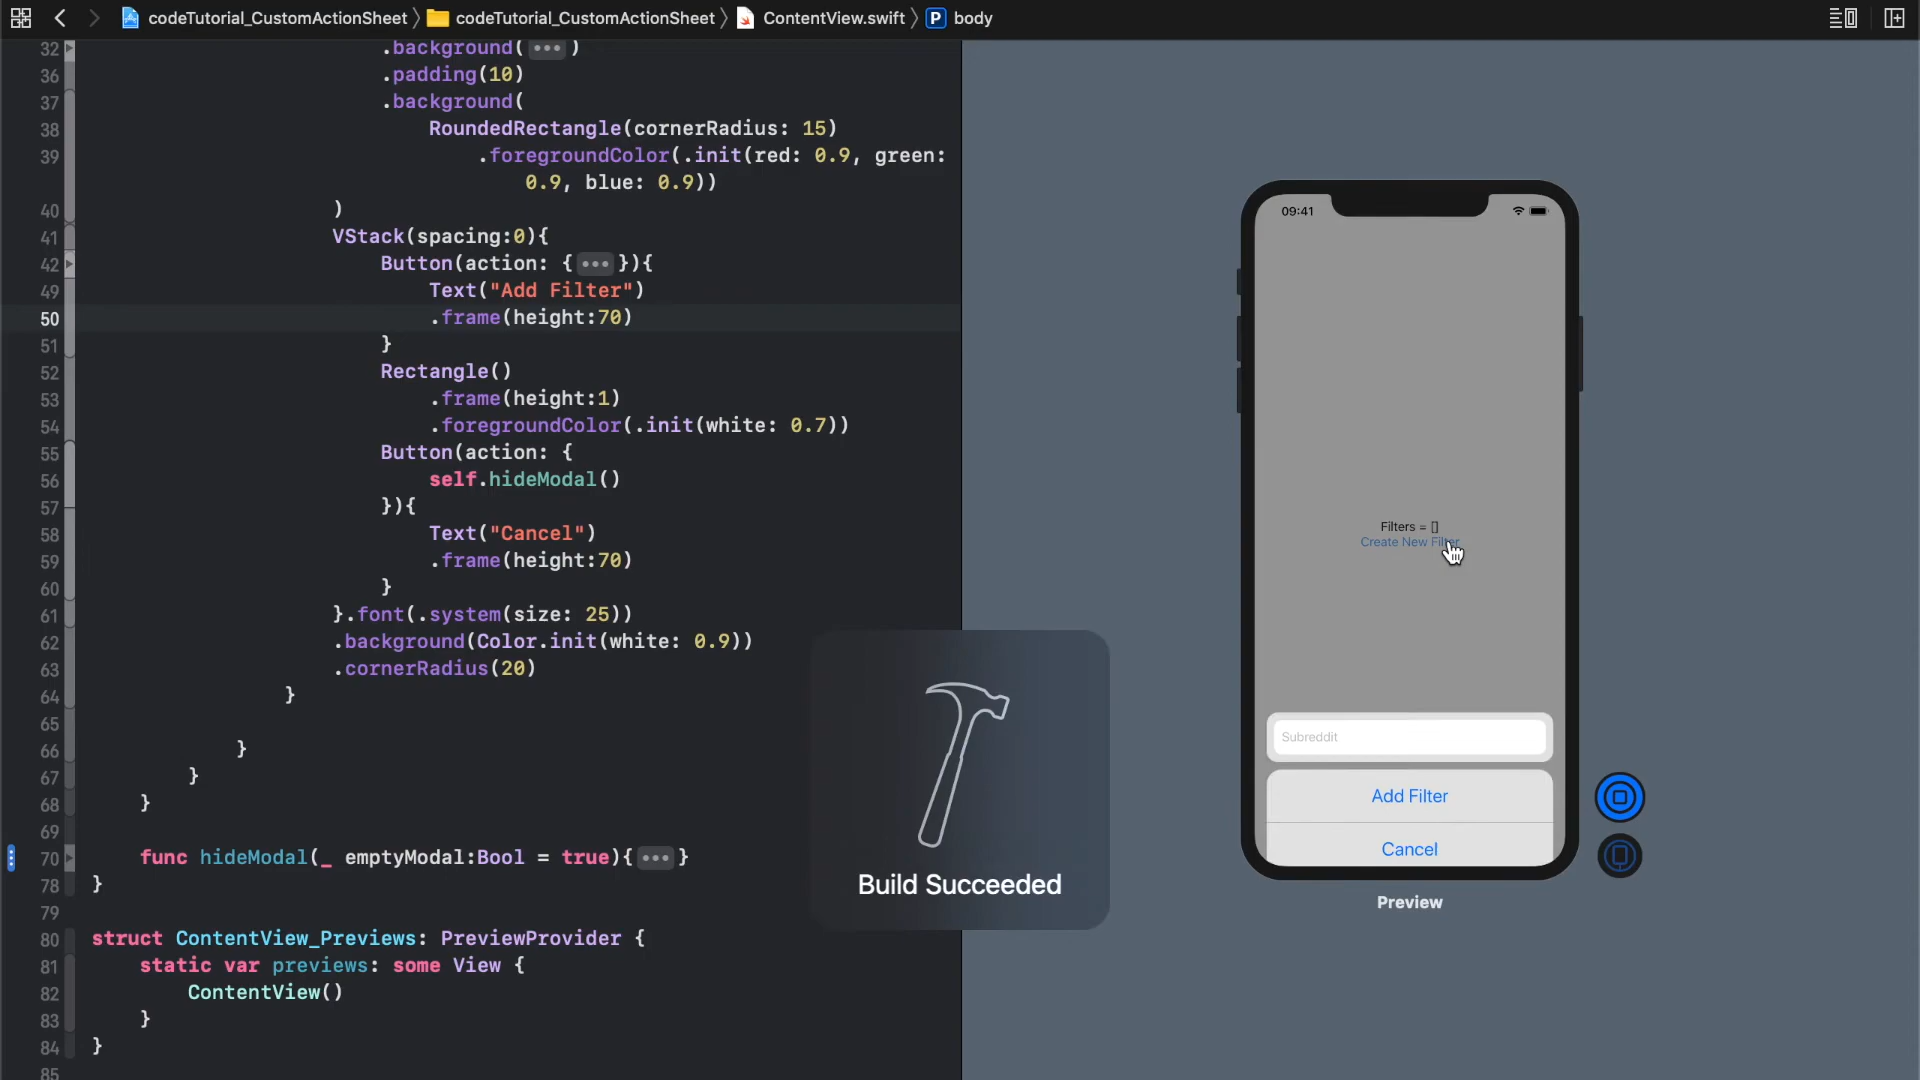 codeTutorial_CustomActionSheet codeTutorial_CustomActionSheet ContentView.swift P body
32 .background( ••• )
36 .padding(10)
37 .background(
38 RoundedRectangle(cornerRadius: 15)
39 .foregroundColor(.init(red: 0.9, green:
0.9, blue: 0.9))
40 )
41 VStack(spacing:0){
42 Button(action: { ••• }){
49 Text("Add Filter")
50 .frame(height:70)
51 }
52 Rectangle()
53 .frame(height:1)
54 .foregroundColor(.init(white: 0.7))
55 Button(action: {
56 self.hideModal()
57 }){
58 Text("Cancel")
59 .frame(height:70)
60 }
61 }.font(.system(size: 25))
62 .background(Color.init(white: 0.9))
63 .cornerRadius(20)
64 }
65
66 }
67 }
68 }
69
70 func hideModal(_ emptyModal:Bool = true){ ••• }
78 }
79
80 struct ContentView_Previews: PreviewProvider {
81 static var previews: some View {
82 ContentView()
83 }
84 }
85
Build Succeeded
09:41
Filters = []
Create New Filter
Subreddit
Add Filter
Cancel
Preview